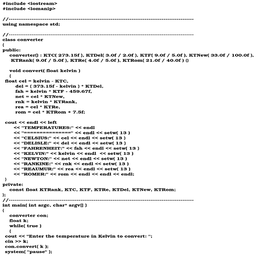 #include <iostream>
#include <iomanip>
//--------------------------------------------------------------------------------------------------
using namespace std;
//--------------------------------------------------------------------------------------------------
class converter
{
public:
converter() : KTC( 273.15f ), KTDel( 3.0f / 2.0f ), KTF( 9.0f / 5.0f ), KTNew( 33.0f / 100.0f ),
KTRank( 9.0f / 5.0f ), KTRe( 4.0f / 5.0f ), KTRom( 21.0f / 40.0f ) {}
void convert( float kelvin )
{
float cel = kelvin - KTC,
del = ( 373.15f - kelvin ) * KTDel,
fah = kelvin * KTF - 459.67f,
net = cel * KTNew,
rnk = kelvin * KTRank,
rea = cel * KTRe,
rom = cel * KTRom + 7.5f;
cout << endl << left
<< "TEMPERATURES:" << endl
<< "===============" << endl << setw( 13 )
<< "CELSIUS:" << cel << endl << setw( 13 )
<< "DELISLE:" << del << endl << setw( 13 )
<< "FAHRENHEIT:" << fah << endl << setw( 13 )
<< "KELVIN:" << kelvin << endl << setw( 13 )
<< "NEWTON:" << net << endl << setw( 13 )
<< "RANKINE:" << rnk << endl << setw( 13 )
<< "REAUMUR:" << rea << endl << setw( 13 )
<< "ROMER:" << rom << endl << endl << endl;
}
private:
const float KTRank, KTC, KTF, KTRe, KTDel, KTNew, KTRom;
};
//--------------------------------------------------------------------------------------------------
int main( int argc, char* argv[] )
{
converter con;
float k;
while( true )
{
cout << "Enter the temperature in Kelvin to convert: ";
cin >> k;
con.convert( k );
system( "pause" );